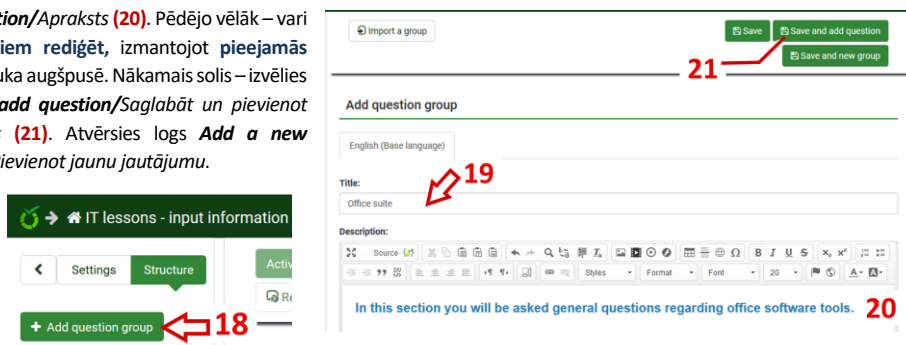 tion/Apraksts (20). Pēdējo vēlāk – vari
iem rediģēt, izmantojot pieejamās
uka augšpusē. Nākamais solis – izvēlies
add question/Saglabāt un pievienot
(21). Atvērsies logs Add a new
Pievienot jaunu jautājumu.
IT lessons - input information
Settings
Structure
Activ
Re
+ Add question group
18
Import a group
Save
Save and add question
Save and new group
21
Add question group
English (Base language)
19
Title:
Office suite
Description:
Source
Styles
Format
Font
20
In this section you will be asked general questions regarding office software tools.
20